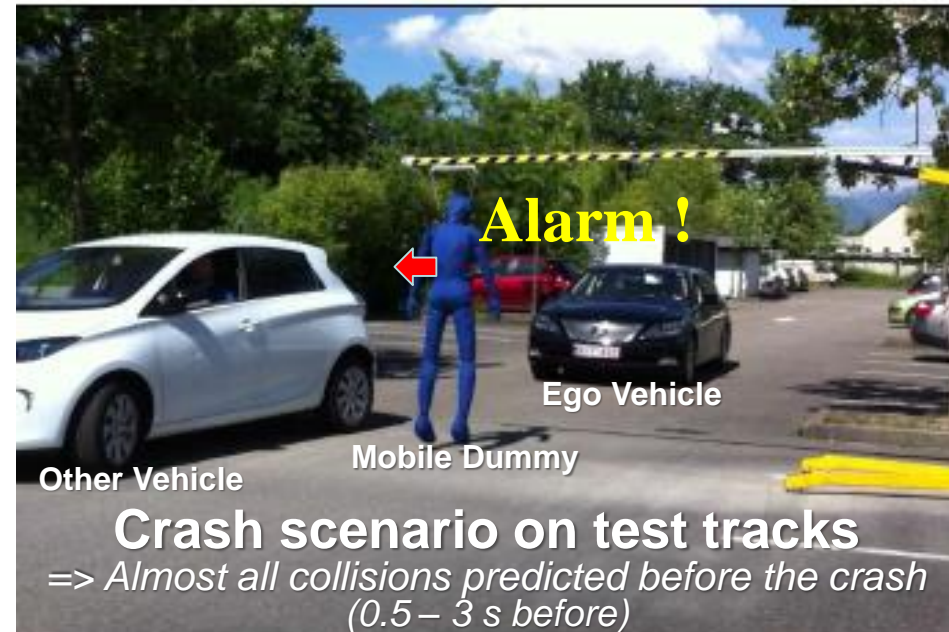 Alarm !
Ego Vehicle
Mobile Dummy
Other Vehicle
Crash scenario on test tracks
=> Almost all collisions predicted before the crash
(0.5 – 3 s before)